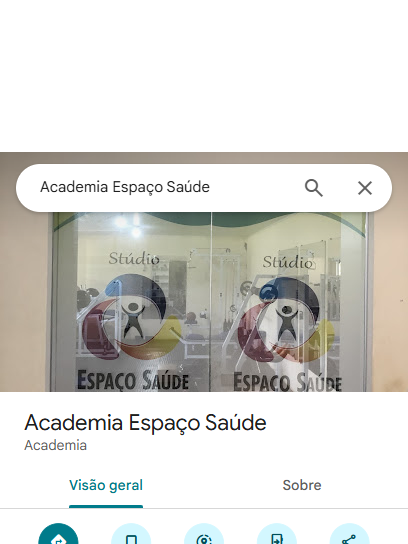 Academia Espaço Saúde
Stúdio Stúdio
ESPAÇO SAÚDE ESPAÇO SAÚDE
Academia Espaço Saúde
Academia
Visão geral Sobre